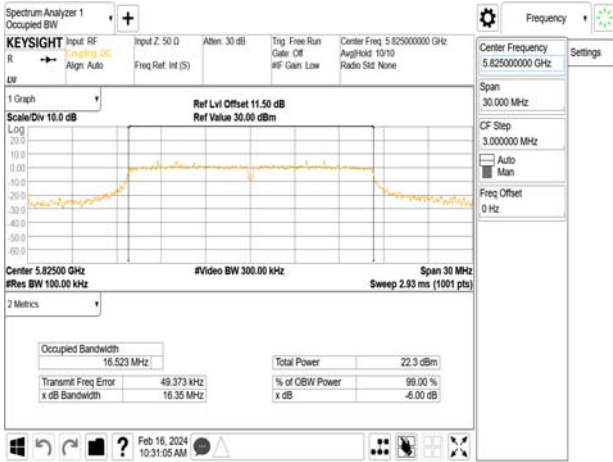 Spectrum Analyzer 1
Occupied BW
+
Frequency
KEYSIGHT
R
LVI
Input: RF
Coupling: DC
Align: Auto
Input Z: 50 Ω
Freq Ref: Int (S)
Atten: 30 dB
Trig: Free Run
Gate: Off
#IF Gain: Low
Center Freq: 5.825000000 GHz
Avg|Hold: 10/10
Radio Std: None
1 Graph
Scale/Div 10.0 dB
Ref Lvl Offset 11.50 dB
Ref Value 30.00 dBm
Log
20.0
10.0
0.00
-10.0
-20.0
-30.0
-40.0
-50.0
-60.0
Center 5.82500 GHz
#Res BW 100.00 kHz
#Video BW 300.00 kHz
Span 30 MHz
Sweep 2.93 ms (1001 pts)
2 Metrics
Occupied Bandwidth
16.523 MHz
Transmit Freq Error 49.373 kHz
x dB Bandwidth 16.35 MHz
Total Power 22.3 dBm
% of OBW Power 99.00 %
x dB -6.00 dB
Feb 16, 2024
10:31:05 AM
?
Center Frequency
5.825000000 GHz
Span
30.000 MHz
CF Step
3.000000 MHz
Auto
Man
Freq Offset
0 Hz
Settings